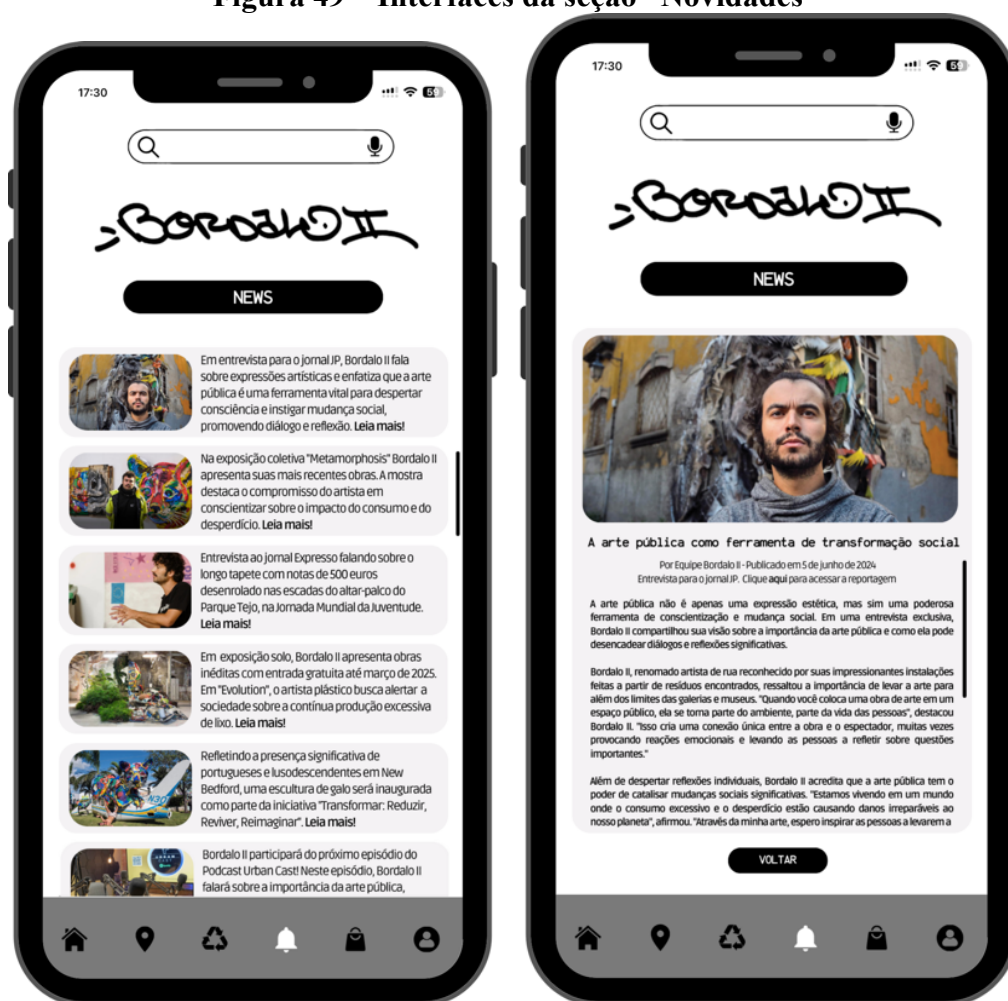 Figura 49 – Interfaces da seção "Novidades"
17:30
59
BORDALO II
NEWS
Em entrevista para o jornal JP, Bordalo II fala
sobre expressões artísticas e enfatiza que a arte
pública é uma ferramenta vital para despertar
consciência e instigar mudança social,
promovendo diálogo e reflexão. Leia mais!
Na exposição coletiva "Metamorphosis" Bordalo II
apresenta suas mais recentes obras. A mostra
destaca o compromisso do artista em
conscientizar sobre o impacto do consumo e do
desperdício. Leia mais!
Entrevista ao jornal Expresso falando sobre o
longo tapete com notas de 500 euros
desenrolado nas escadas do altar-palco do
Parque Tejo, na Jornada Mundial da Juventude.
Leia mais!
Em exposição solo, Bordalo II apresenta obras
inéditas com entrada gratuita até março de 2025.
Em "Evolution", o artista plástico busca alertar a
sociedade sobre a contínua produção excessiva
de lixo. Leia mais!
Refletindo a presença significativa de
portugueses e lusodescendentes em New
Bedford, uma escultura de galo será inaugurada
como parte da iniciativa "Transformar: Reduzir,
Reviver, Reimaginar". Leia mais!
Bordalo II participará do próximo episódio do
Podcast Urban Cast! Neste episódio, Bordalo II
falará sobre a importância da arte pública,
17:30
59
BORDALO II
NEWS
A arte pública como ferramenta de transformação social
Por Equipe Bordalo II - Publicado em 5 de junho de 2024
Entrevista para o jornal JP. Clique aqui para acessar a reportagem
A arte pública não é apenas uma expressão estética, mas sim uma poderosa
ferramenta de conscientização e mudança social. Em uma entrevista exclusiva,
Bordalo II compartilhou sua visão sobre a importância da arte pública e como ela pode
desencadear diálogos e reflexões significativas.
Bordalo II, renomado artista de rua reconhecido por suas impressionantes instalações
feitas a partir de resíduos encontrados, ressaltou a importância de levar a arte para
além dos limites das galerias e museus. "Quando você coloca uma obra de arte em um
espaço público, ela se torna parte do ambiente, parte da vida das pessoas", destacou
Bordalo II. "Isso cria uma conexão única entre a obra e o espectador, muitas vezes
provocando reações emocionais e levando as pessoas a refletir sobre questões
importantes."
Além de despertar reflexões individuais, Bordalo II acredita que a arte pública tem o
poder de catalisar mudanças sociais significativas. "Estamos vivendo em um mundo
onde o consumo excessivo e o desperdício estão causando danos irreparáveis ao
nosso planeta", afirmou. "Através da minha arte, espero inspirar as pessoas a levarem a
VOLTAR